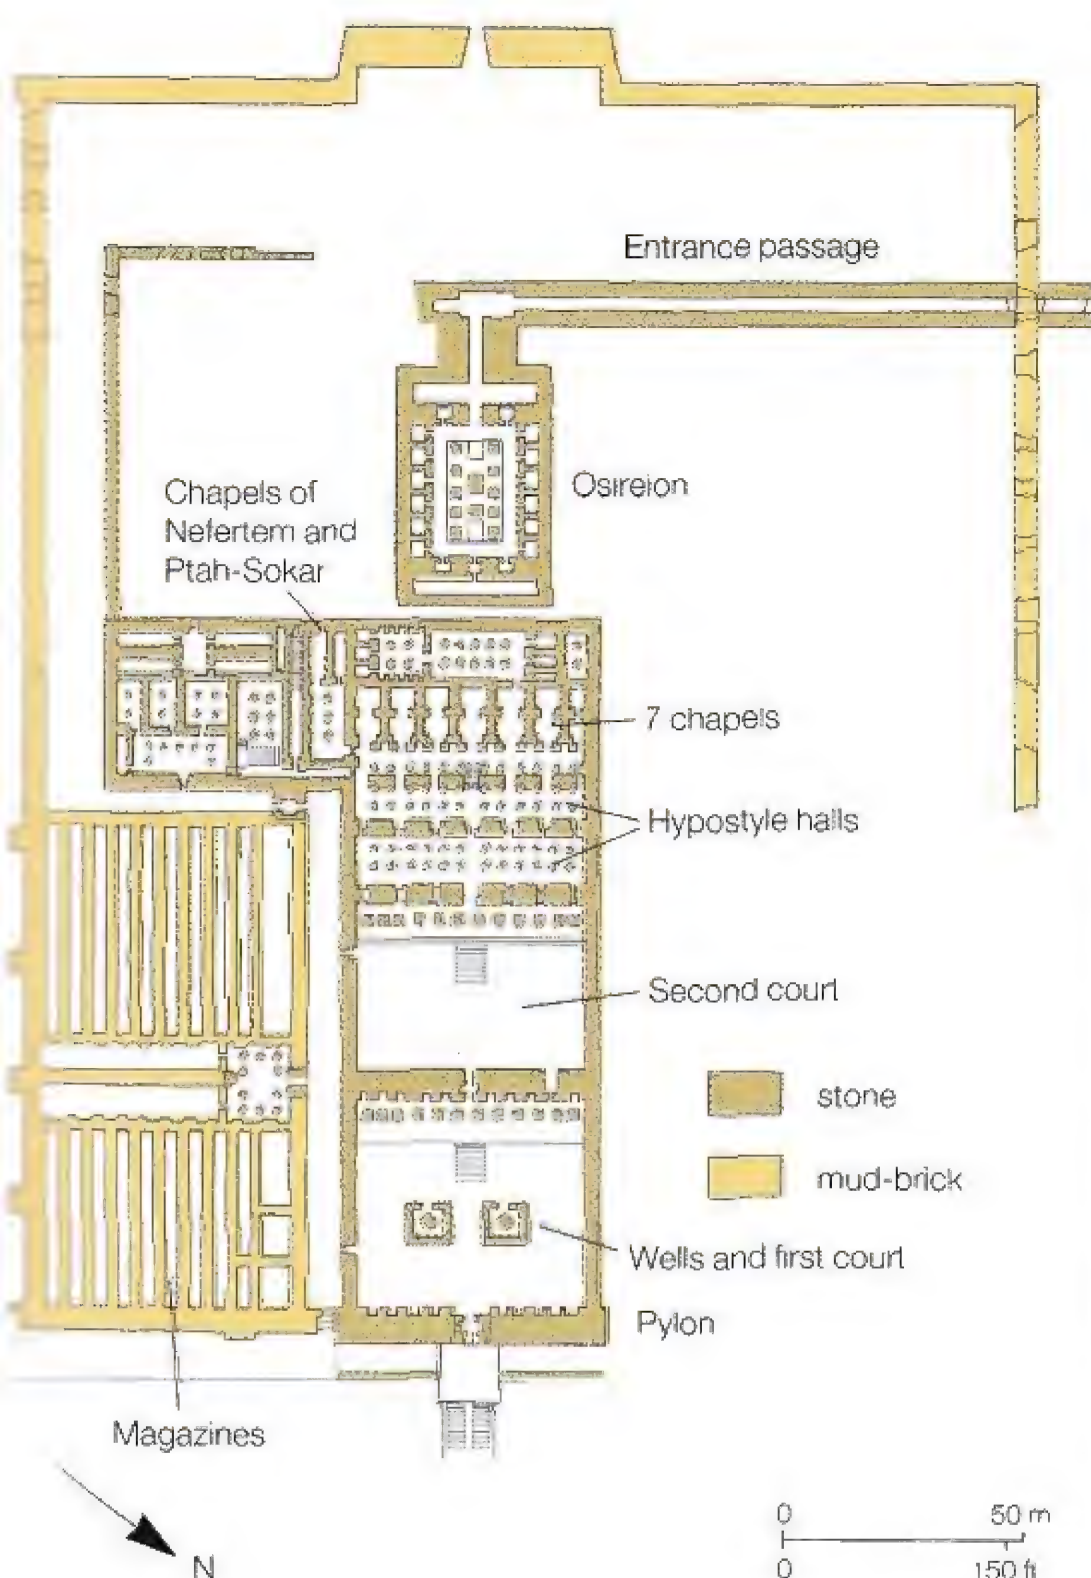 Entrance passage
Osireion
Chapels of
Nefertem and
Ptah-Sokar
7 chapels
Hypostyle halls
Second court
stone
mud-brick
Wells and first court
Pylon
Magazines
N
0 50 m
0 150 ft